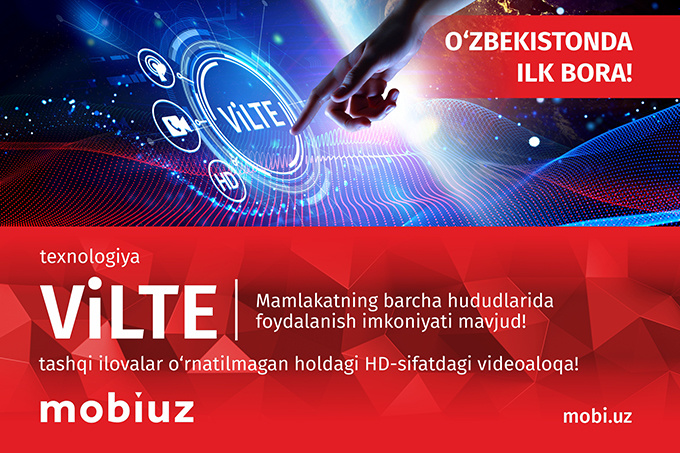 O‘ZBEKISTONDA
ILK BORA!
ViLTE
HD
texnologiya
ViLTE
Mamlakatning barcha hududlarida
foydalanish imkoniyati mavjud!
tashqi ilovalar o‘rnatilmagan holdagi HD-sifatdagi videoaloqa!
mobiuz
mobi.uz